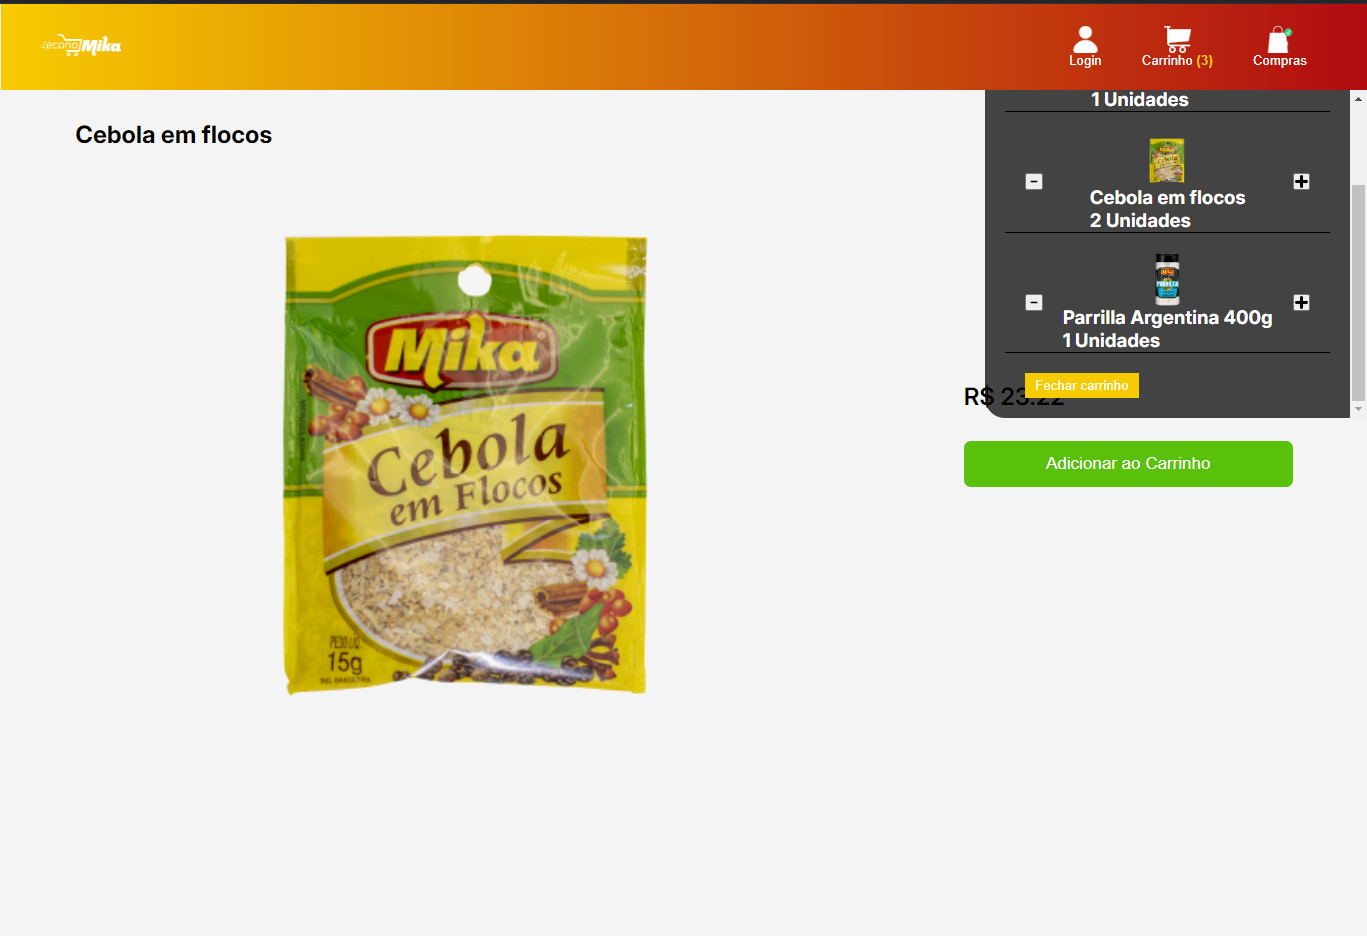 econoMika
Login
Carrinho (3)
Compras
Cebola em flocos
1 Unidades
Cebola em flocos
2 Unidades
Parrilla Argentina 400g
1 Unidades
Fechar carrinho
R$ 23.22
Adicionar ao Carrinho
Mika
Cebola
em Flocos
PESO LÍQ.
15g
IND. BRASILEIRA